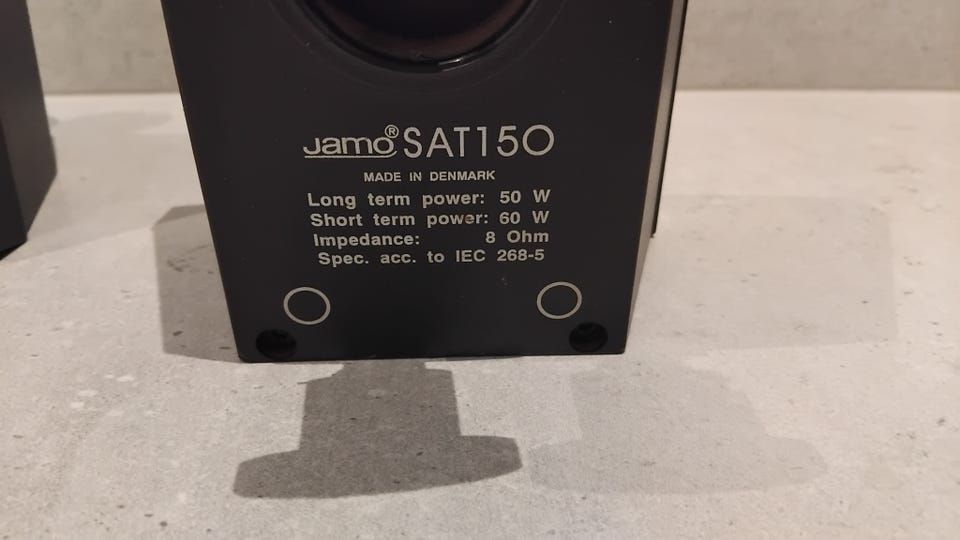 Jamo® SAT150
MADE IN DENMARK
Long term power: 50 W
Short term power: 60 W
Impedance: 8 Ohm
Spec. acc. to IEC 268-5